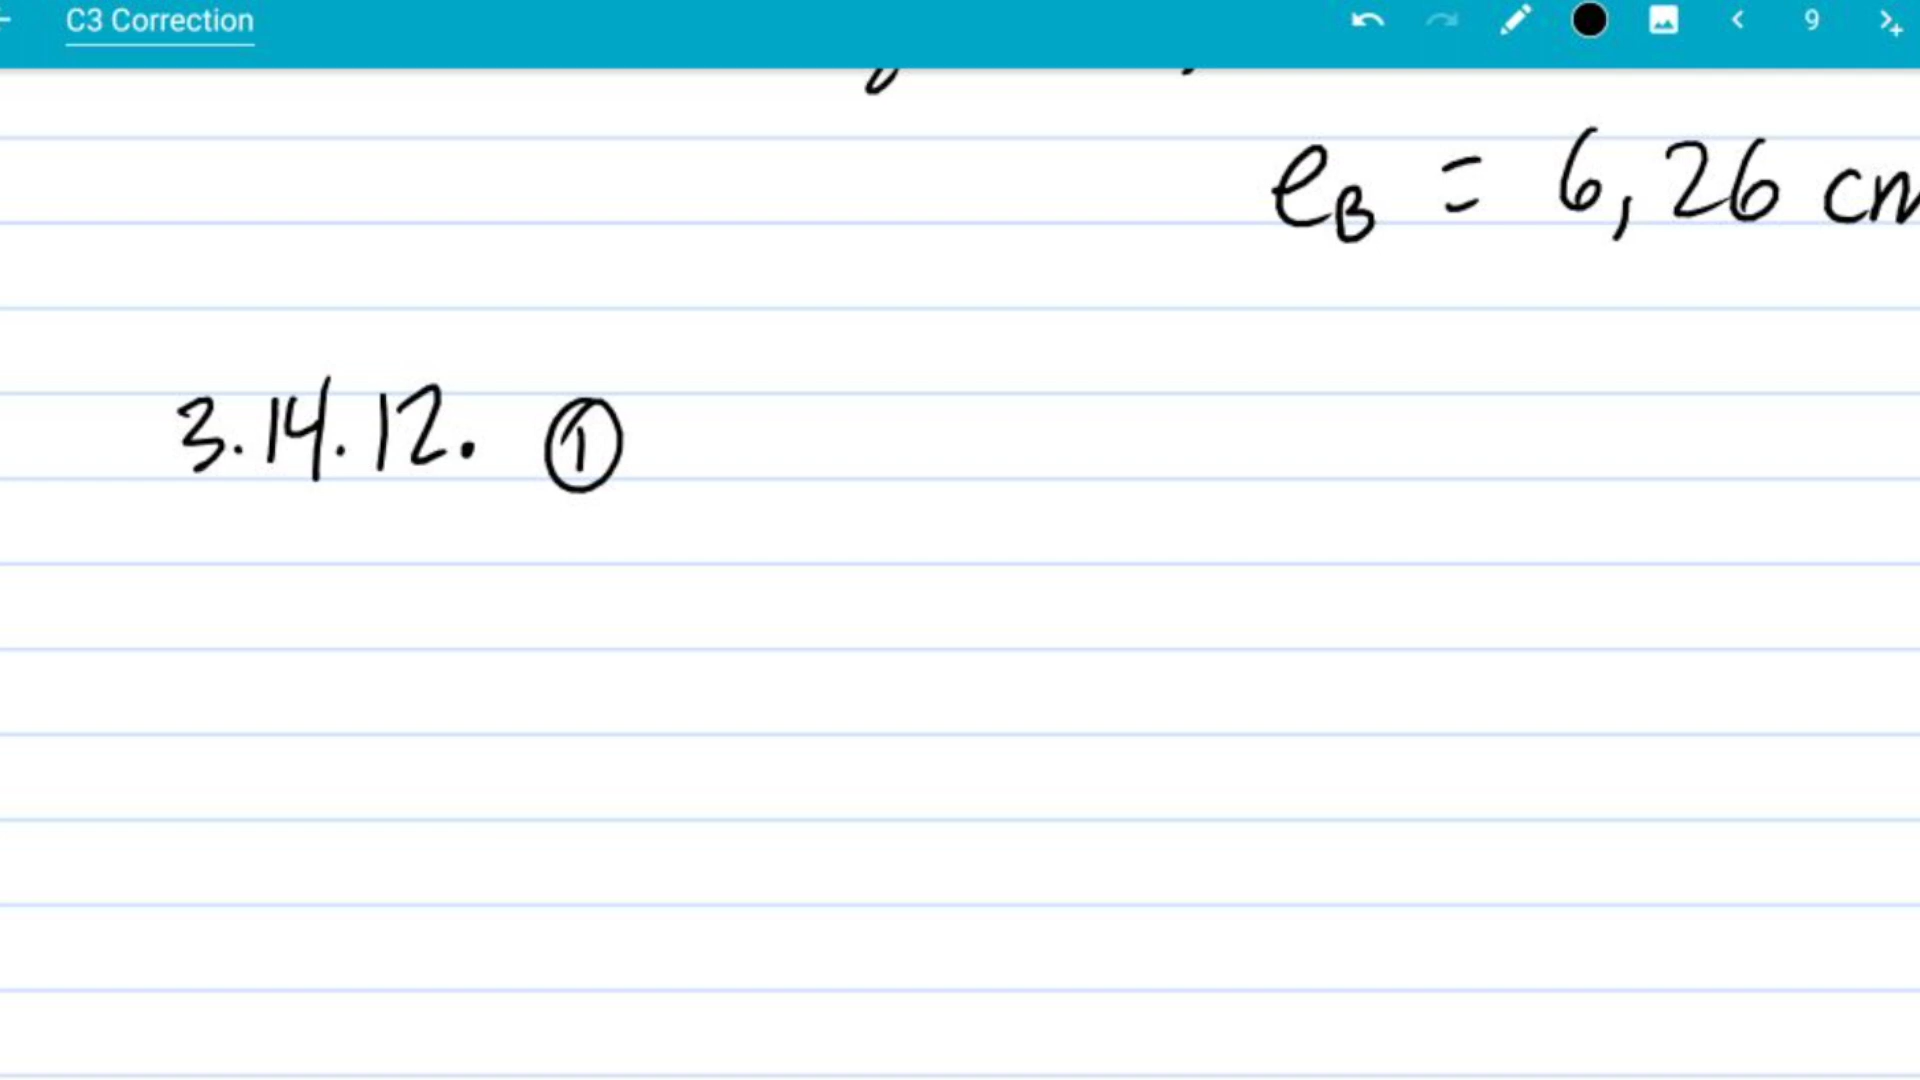 C3 Correction
9
e_B = 6,26 cm
3.14.12. ①